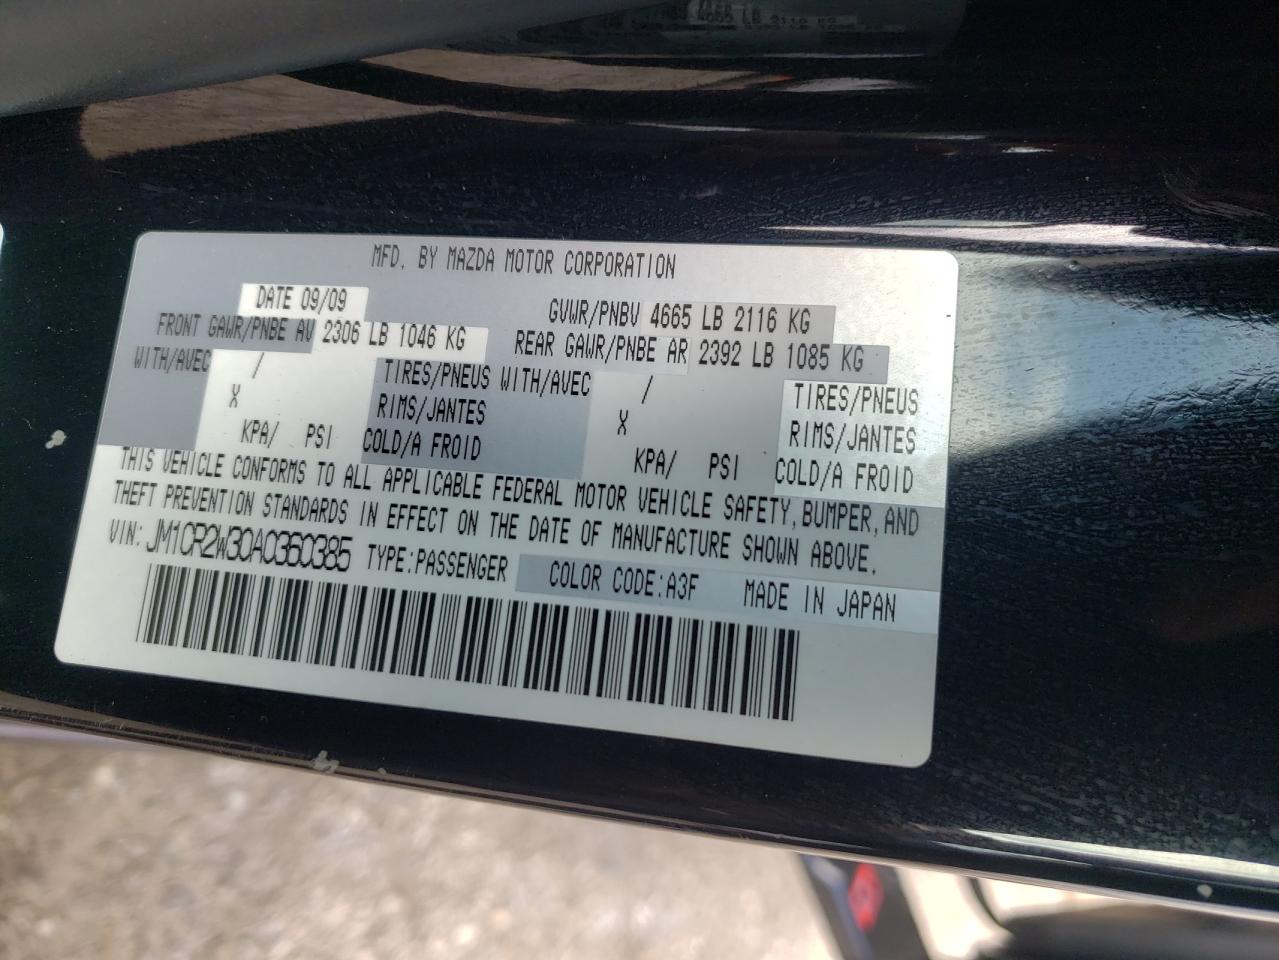 MFD. BY MAZDA MOTOR CORPORATION
DATE 09/09 GVWR/PNBV 4665 LB 2116 KG
FRONT GAWR/PNBE AV 2306 LB 1046 KG REAR GAWR/PNBE AR 2392 LB 1085 KG
WITH/AVEC / TIRES/PNEUS WITH/AVEC / TIRES/PNEUS
X RIMS/JANTES X RIMS/JANTES
KPA/ PSI COLD/A FROID KPA/ PSI COLD/A FROID
THIS VEHICLE CONFORMS TO ALL APPLICABLE FEDERAL MOTOR VEHICLE SAFETY, BUMPER, AND
THEFT PREVENTION STANDARDS IN EFFECT ON THE DATE OF MANUFACTURE SHOWN ABOVE.
VIN: JM1CR2W30A0360385 TYPE:PASSENGER COLOR CODE:A3F MADE IN JAPAN